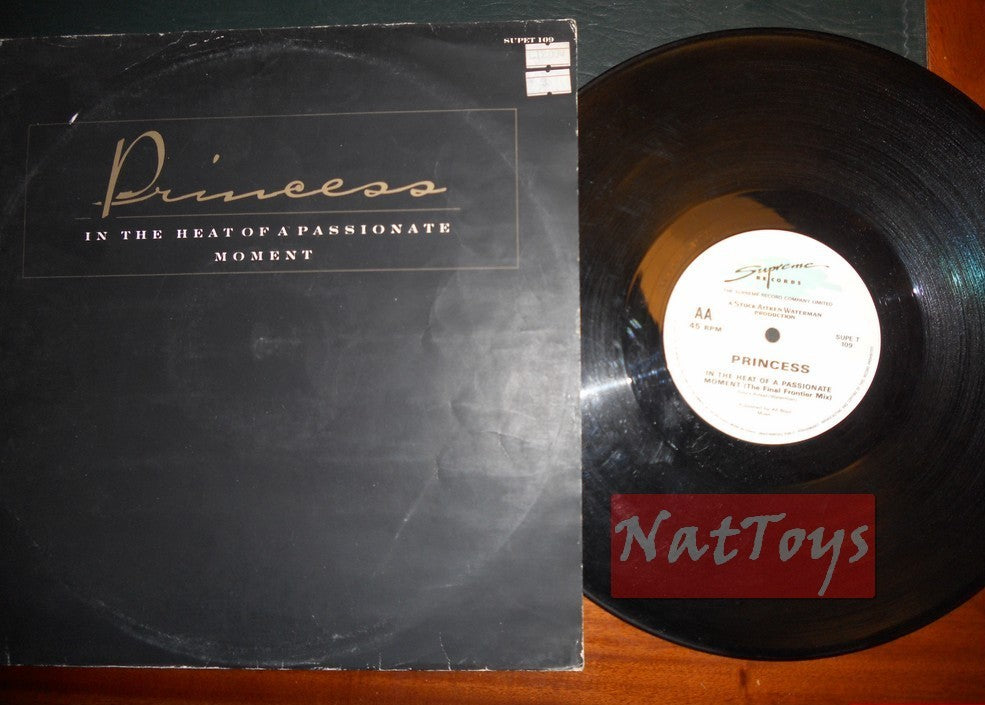 SUPET 109
Princess
IN THE HEAT OF A PASSIONATE
MOMENT
Supreme
RECORDS
THE SUPREME RECORD COMPANY LIMITED
A STOCK AITKEN WATERMAN
PRODUCTION
AA
45 RPM
SUPE T
109
PRINCESS
IN THE HEAT OF A PASSIONATE
MOMENT (The Final Frontier Mix)
Music
NatToys